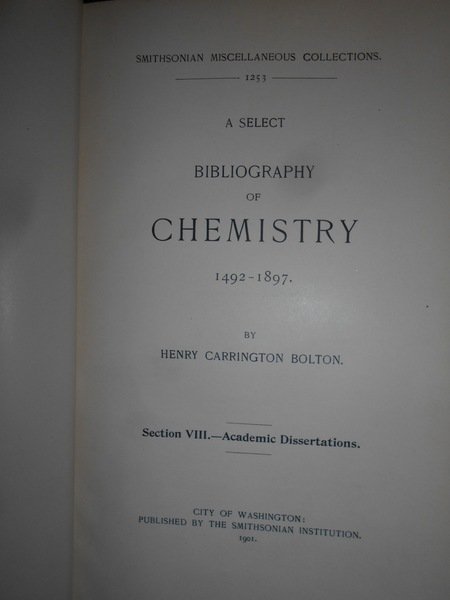 SMITHSONIAN MISCELLANEOUS COLLECTIONS.
1253
A SELECT
BIBLIOGRAPHY
OF
CHEMISTRY
1492-1897.
BY
HENRY CARRINGTON BOLTON.
Section VIII.—Academic Dissertations.
CITY OF WASHINGTON:
PUBLISHED BY THE SMITHSONIAN INSTITUTION.
1901.